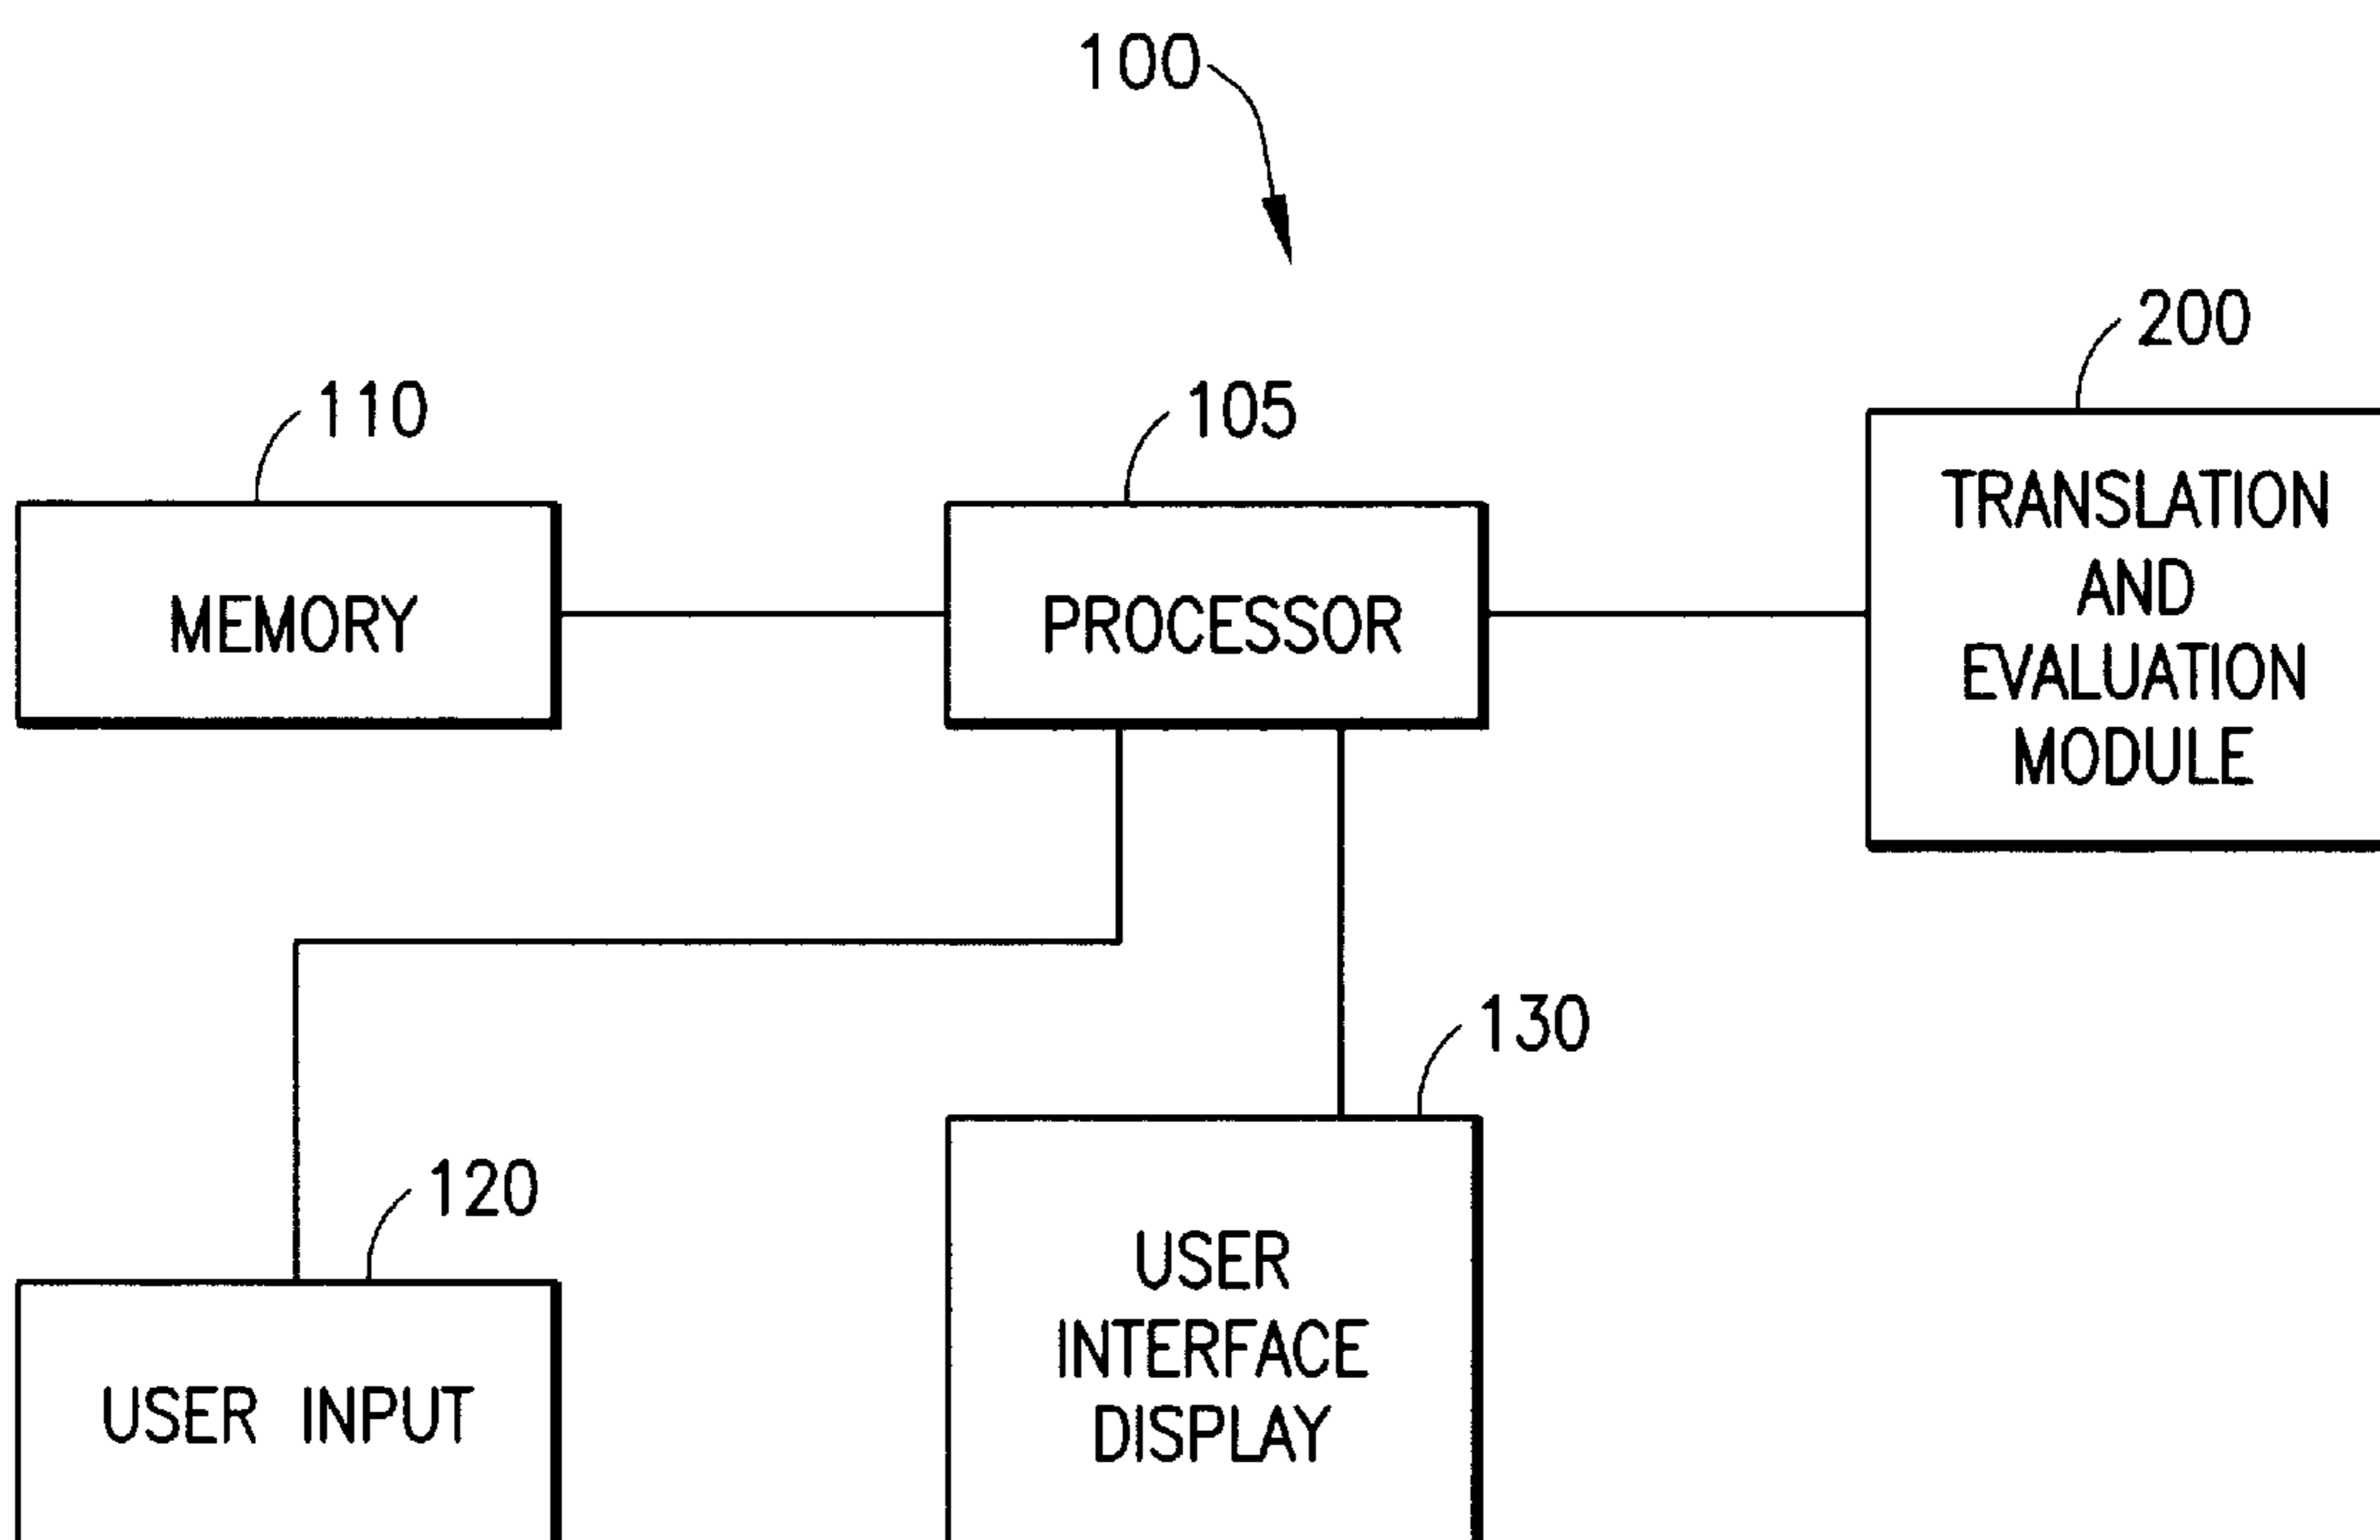 100
200
110
105
TRANSLATION
AND
EVALUATION
MODULE
MEMORY
PROCESSOR
130
120
USER
INTERFACE
DISPLAY
USER INPUT